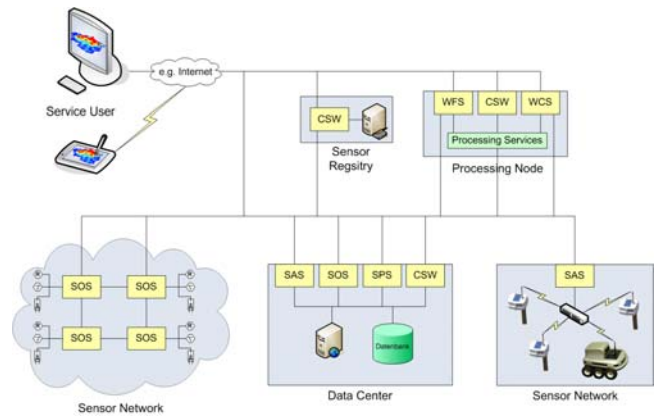 e.g. Internet
Service User
CSW
Sensor
Regsitry
WFS
CSW
WCS
Processing Services
Processing Node
SOS
SOS
SOS
SOS
Sensor Network
SAS
SOS
SPS
CSW
Datenbank
Data Center
SAS
Sensor Network